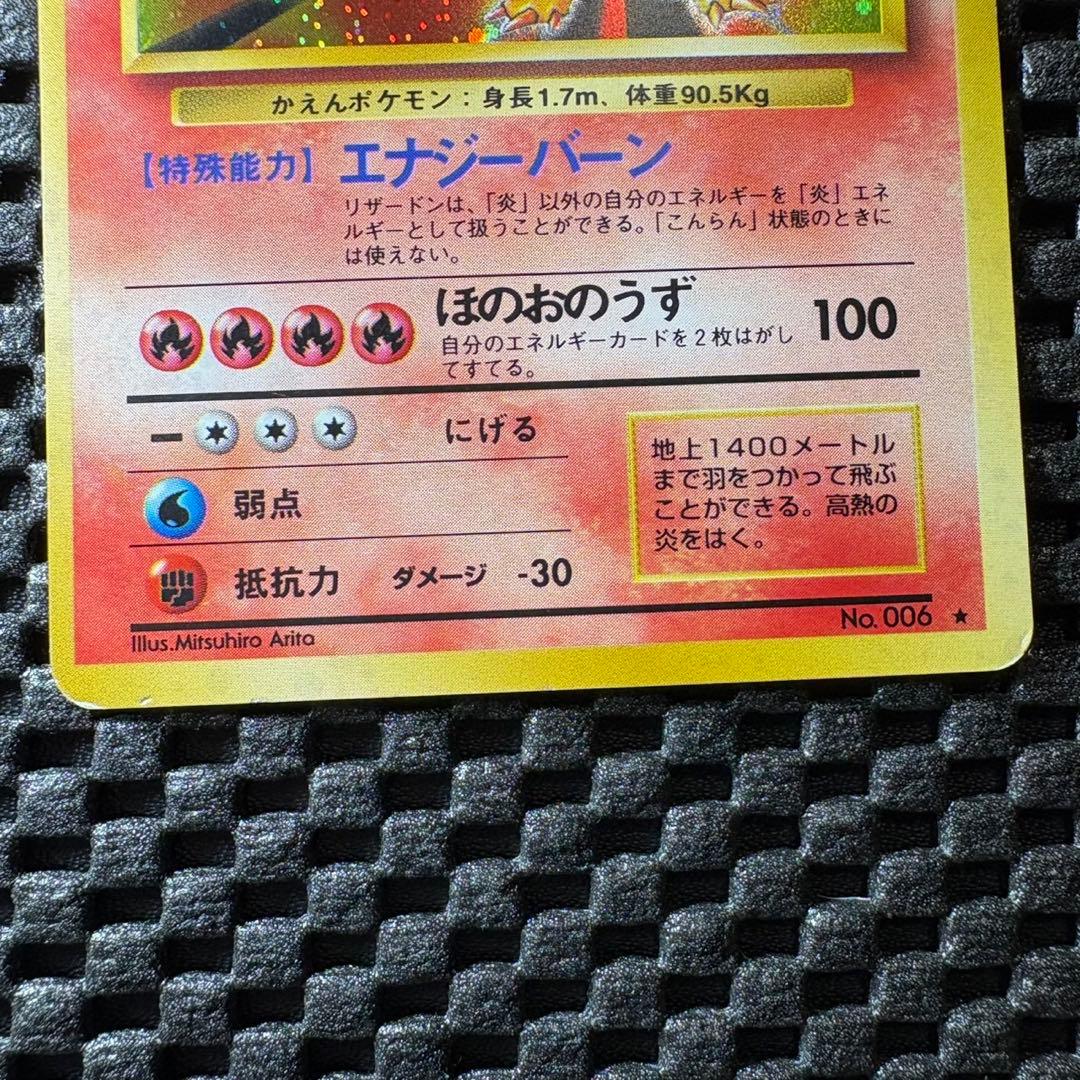 かえんポケモン：身長1.7m、体重90.5Kg
【特殊能力】エナジーバーン
リザードンは、「炎」以外の自分のエネルギーを「炎」エネ
ルギーとして扱うことができる。「こんらん」状態のときに
は使えない。
ほのおのうず 100
自分のエネルギーカードを2枚はがし
てすてる。
にげる
弱点
抵抗力 ダメージ -30
地上1400メートル
まで羽をつかって飛ぶ
ことができる。高熱の
炎をはく。
Illus.Mitsuhiro Arita
No.006 ★